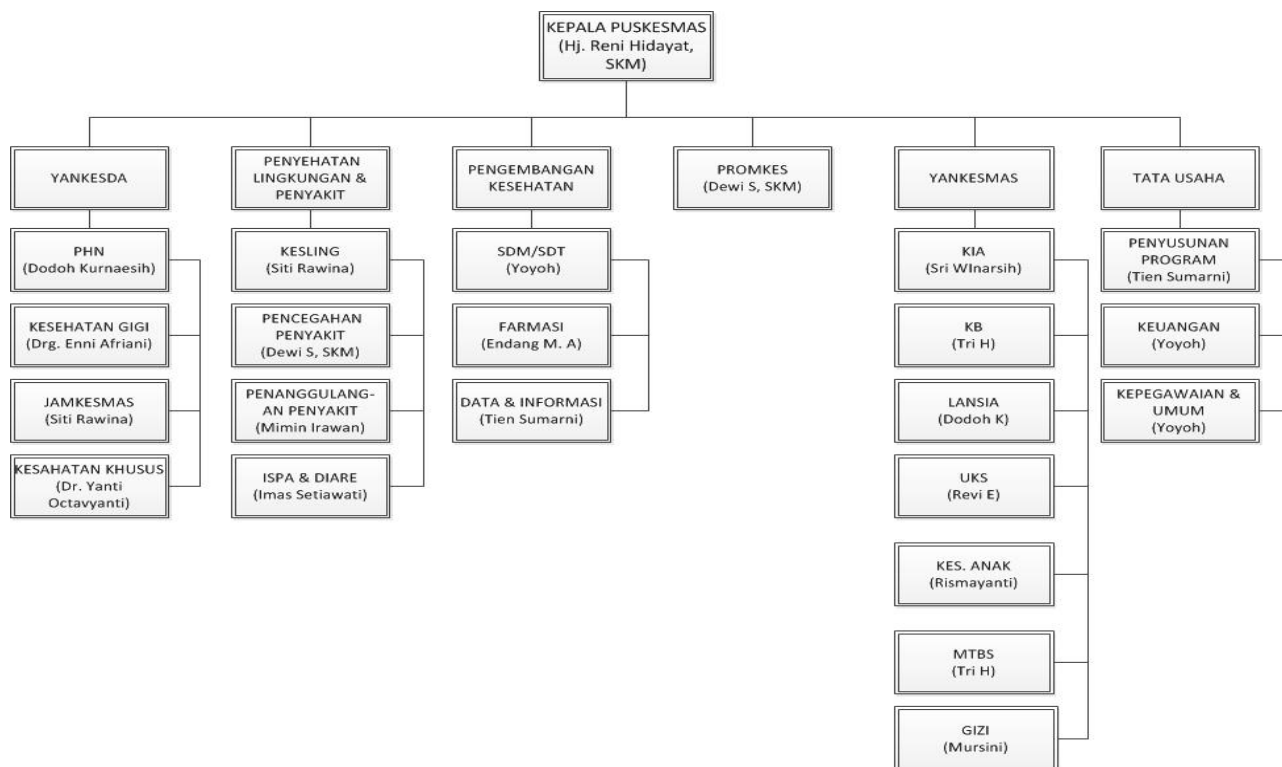 KEPALA PUSKESMAS
(Hj. Reni Hidayat,
SKM)
YANKESDA
PENYEHATAN
LINGKUNGAN &
PENYAKIT
PENGEMBANGAN
KESEHATAN
PROMKES
(Dewi S, SKM)
YANKESMAS
TATA USAHA
PHN
(Dodoh Kurnaesih)
KESEHATAN GIGI
(Drg. Enni Afriani)
JAMKESMAS
(Siti Rawina)
KESAHATAN KHUSUS
(Dr. Yanti
Octavyanti)
KESLING
(Siti Rawina)
PENCEGAHAN
PENYAKIT
(Dewi S, SKM)
PENANGGULANG-
AN PENYAKIT
(Mimin Irawan)
ISPA & DIARE
(Imas Setiawati)
SDM/SDT
(Yoyoh)
FARMASI
(Endang M. A)
DATA & INFORMASI
(Tien Sumarni)
KIA
(Sri WInarsih)
KB
(Tri H)
LANSIA
(Dodoh K)
UKS
(Revi E)
KES. ANAK
(Rismayanti)
MTBS
(Tri H)
GIZI
(Mursini)
PENYUSUNAN
PROGRAM
(Tien Sumarni)
KEUANGAN
(Yoyoh)
KEPEGAWAIAN &
UMUM
(Yoyoh)